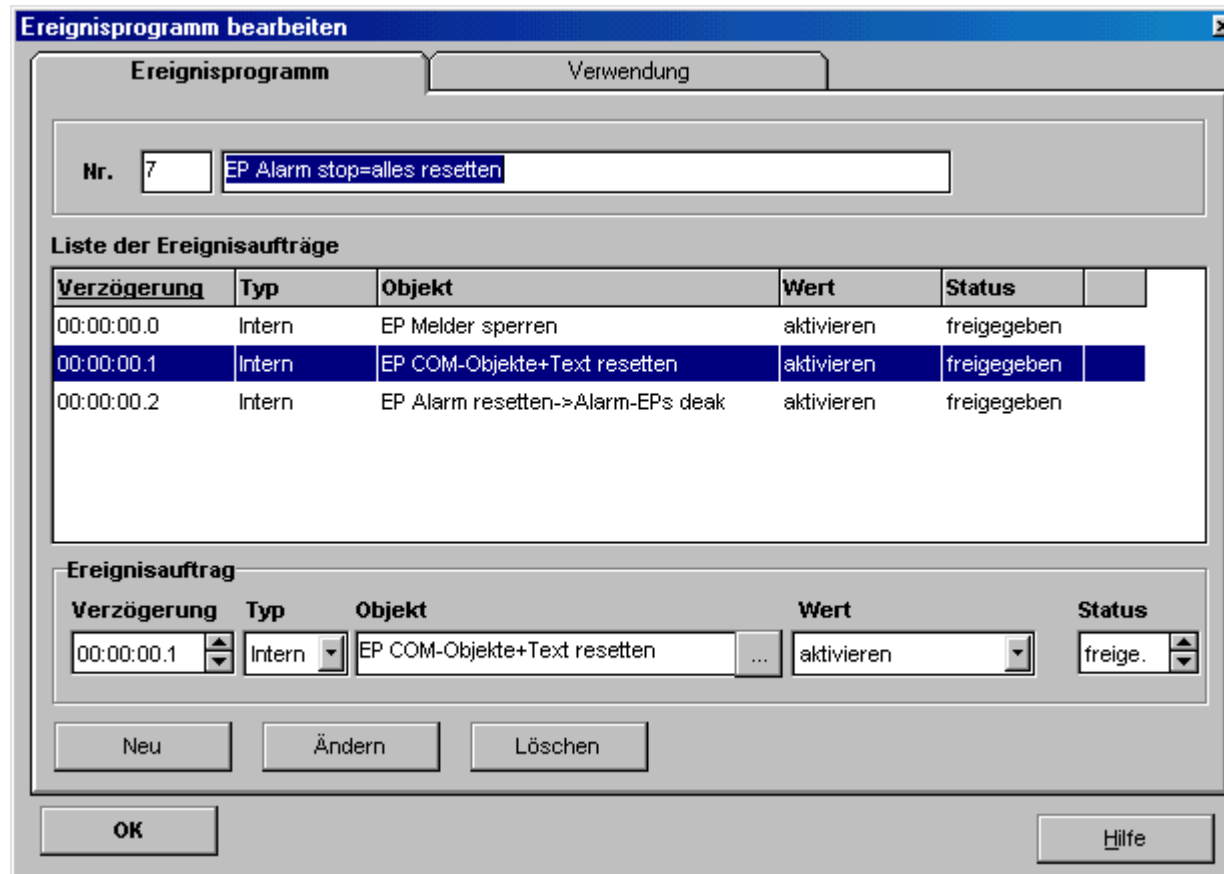 Ereignisprogramm bearbeiten
Ereignisprogramm Verwendung
Nr. 7 EP Alarm stop=alles resetten
Liste der Ereignisaufträge
Verzögerung Typ Objekt Wert Status
00:00:00.0 Intern EP Melder sperren aktivieren freigegeben
00:00:00.1 Intern EP COM-Objekte+Text resetten aktivieren freigegeben
00:00:00.2 Intern EP Alarm resetten->Alarm-EPs deak aktivieren freigegeben
Ereignisauftrag
Verzögerung Typ Objekt Wert Status
00:00:00.1 Intern EP COM-Objekte+Text resetten ... aktivieren freige.
Neu Ändern Löschen
OK Hilfe